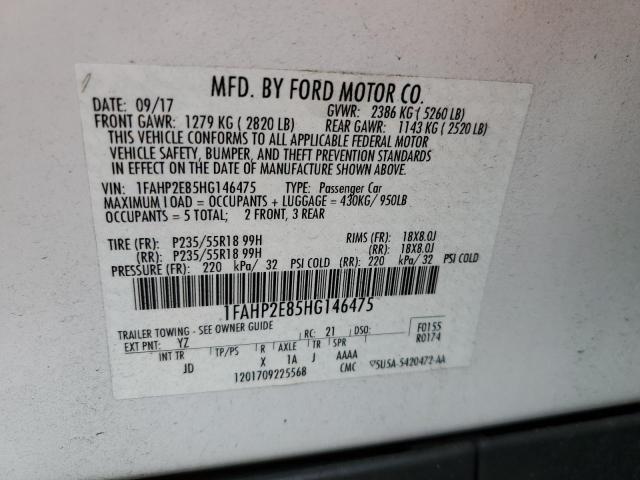 MFD. BY FORD MOTOR CO.
DATE: 09/17 GVWR: 2386 KG (5260 LB)
FRONT GAWR: 1279 KG (2820 LB) REAR GAWR: 1143 KG (2520 LB)
THIS VEHICLE CONFORMS TO ALL APPLICABLE FEDERAL MOTOR
VEHICLE SAFETY, BUMPER, AND THEFT PREVENTION STANDARDS
IN EFFECT ON THE DATE OF MANUFACTURE SHOWN ABOVE.
VIN: 1FAHP2E85HG146475 TYPE: Passenger Car
MAXIMUM LOAD = OCCUPANTS + LUGGAGE = 430KG/ 950LB
OCCUPANTS = 5 TOTAL; 2 FRONT, 3 REAR
TIRE (FR): P235/55R18 99H RIMS (FR): 18X8.0J
(RR): P235/55R18 99H (RR): 18X8.0J
PRESSURE (FR): 220 kPa/ 32 PSI COLD (RR): 220 kPa/ 32 PSI COLD
1FAHP2E85HG146475
TRAILER TOWING - SEE OWNER GUIDE
EXT PNT: YZ RC: 21 DSO: F0155
INT TR TP/PS R AXLE TR SPR R0174
JD X 1A J AAAA
1201709225568 CMC 5U5A-5420472-AA